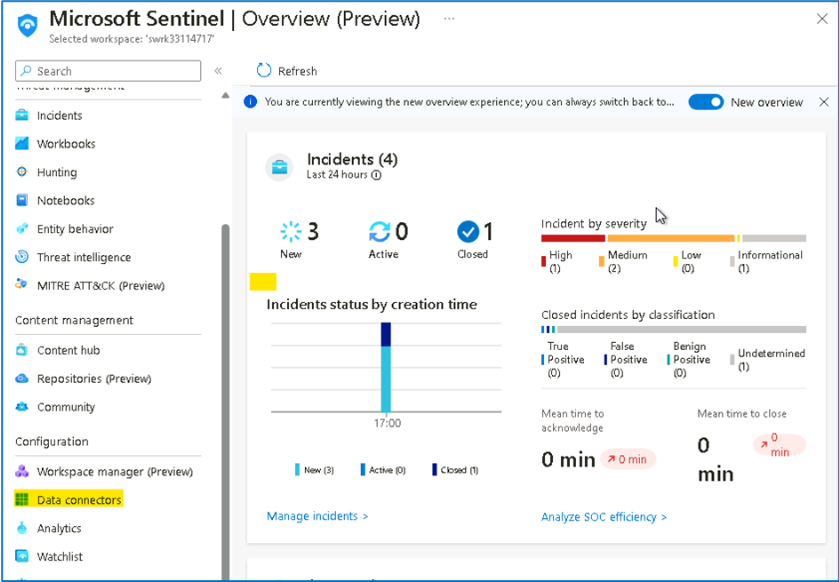 Microsoft Sentinel | Overview (Preview) ...
Selected workspace: 'swrk33114717'
Search
«
Refresh
You are currently viewing the new overview experience; you can always switch back to...
New overview
Threat management
Incidents
Workbooks
Hunting
Notebooks
Entity behavior
Threat intelligence
MITRE ATT&CK (Preview)
Content management
Content hub
Repositories (Preview)
Community
Configuration
Workspace manager (Preview)
Data connectors
Analytics
Watchlist
Incidents (4)
Last 24 hours
3
New
0
Active
1
Closed
Incidents status by creation time
17:00
New (3)
Active (0)
Closed (1)
Manage incidents >
Incident by severity
High
(1)
Medium
(2)
Low
(0)
Informational
(1)
Closed incidents by classification
True
Positive
(0)
False
Positive
(0)
Benign
Positive
(0)
Undetermined
(1)
Mean time to
acknowledge
0 min
0 min
Mean time to close
0
min
0
min
Analyze SOC efficiency >